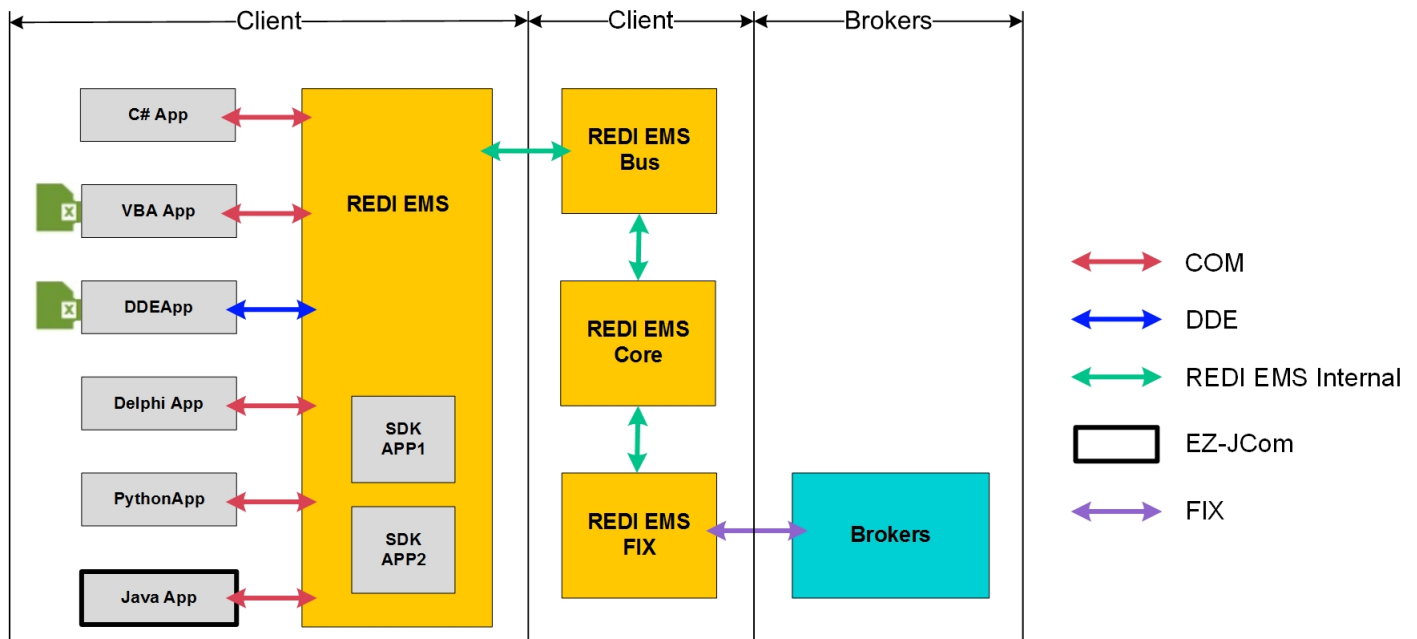 Client
Client
Brokers
C# App
VBA App
DDEApp
Delphi App
PythonApp
Java App
REDI EMS
SDK
APP1
SDK
APP2
REDI EMS
Bus
REDI EMS
Core
REDI EMS
FIX
Brokers
COM
DDE
REDI EMS Internal
EZ-JCom
FIX